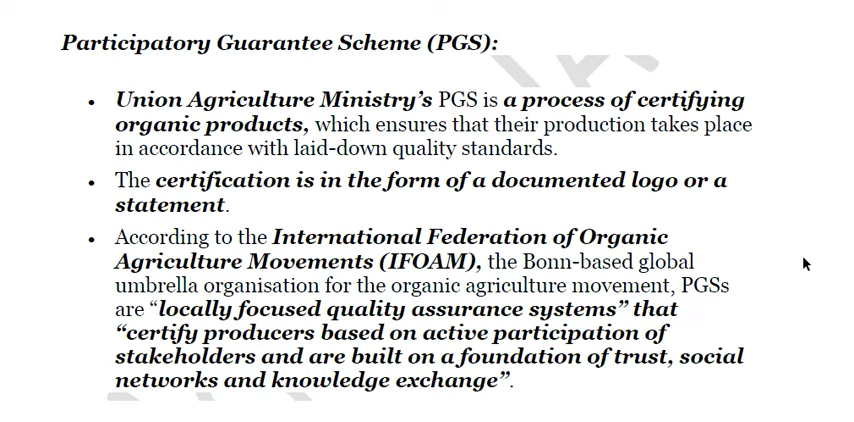 Participatory Guarantee Scheme (PGS):
• Union Agriculture Ministry's PGS is a process of certifying
organic products, which ensures that their production takes place
in accordance with laid-down quality standards.
• The certification is in the form of a documented logo or a
statement.
• According to the International Federation of Organic
Agriculture Movements (IFOAM), the Bonn-based global
umbrella organisation for the organic agriculture movement, PGSs
are “locally focused quality assurance systems” that
“certify producers based on active participation of
stakeholders and are built on a foundation of trust, social
networks and knowledge exchange”.